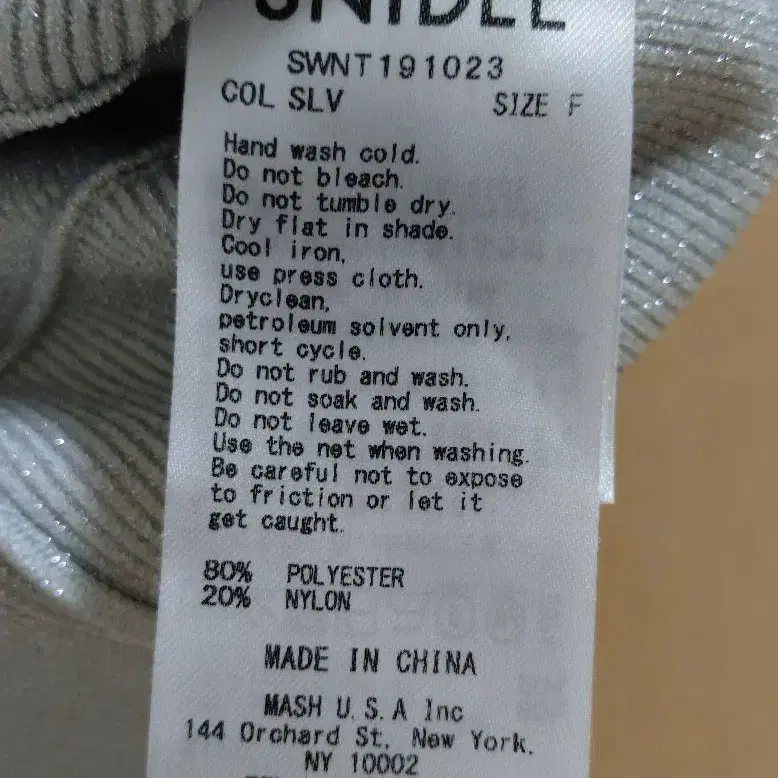 SNIDEL
SWNT191023
COL SLV SIZE F
Hand wash cold.
Do not bleach.
Do not tumble dry.
Dry flat in shade.
Cool iron,
use press cloth.
Dryclean,
petroleum solvent only,
short cycle.
Do not rub and wash.
Do not soak and wash.
Do not leave wet.
Use the net when washing.
Be careful not to expose
to friction or let it
get caught.
80% POLYESTER
20% NYLON
MADE IN CHINA
MASH U.S.A Inc
144 Orchard St. New York.
NY 10002